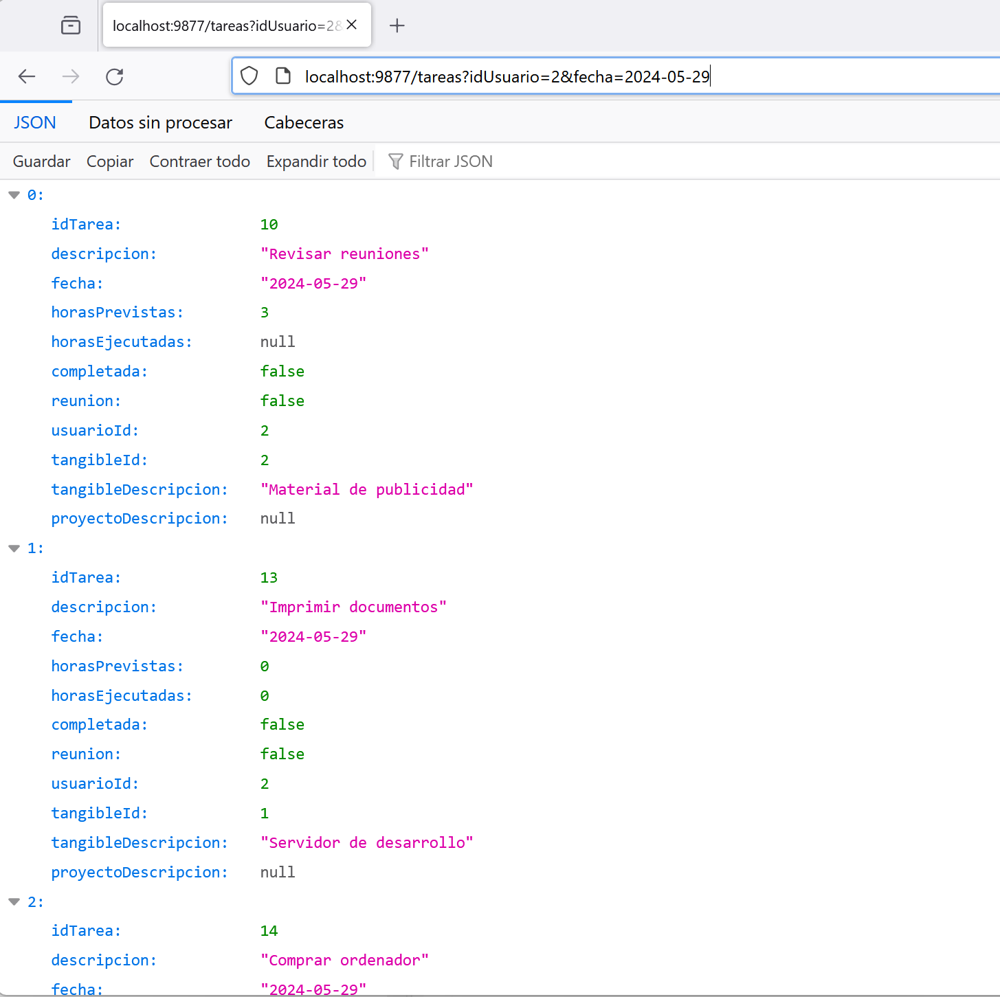 localhost:9877/tareas?idUsuario=2&
localhost:9877/tareas?idUsuario=2&fecha=2024-05-29
JSON Datos sin procesar Cabeceras
Guardar Copiar Contraer todo Expandir todo Filtrar JSON
0:
idTarea: 10
descripcion: "Revisar reuniones"
fecha: "2024-05-29"
horasPrevistas: 3
horasEjecutadas: null
completada: false
reunion: false
usuarioId: 2
tangibleId: 2
tangibleDescripcion: "Material de publicidad"
proyectoDescripcion: null
1:
idTarea: 13
descripcion: "Imprimir documentos"
fecha: "2024-05-29"
horasPrevistas: 0
horasEjecutadas: 0
completada: false
reunion: false
usuarioId: 2
tangibleId: 1
tangibleDescripcion: "Servidor de desarrollo"
proyectoDescripcion: null
2:
idTarea: 14
descripcion: "Comprar ordenador"
fecha: "2024-05-29"